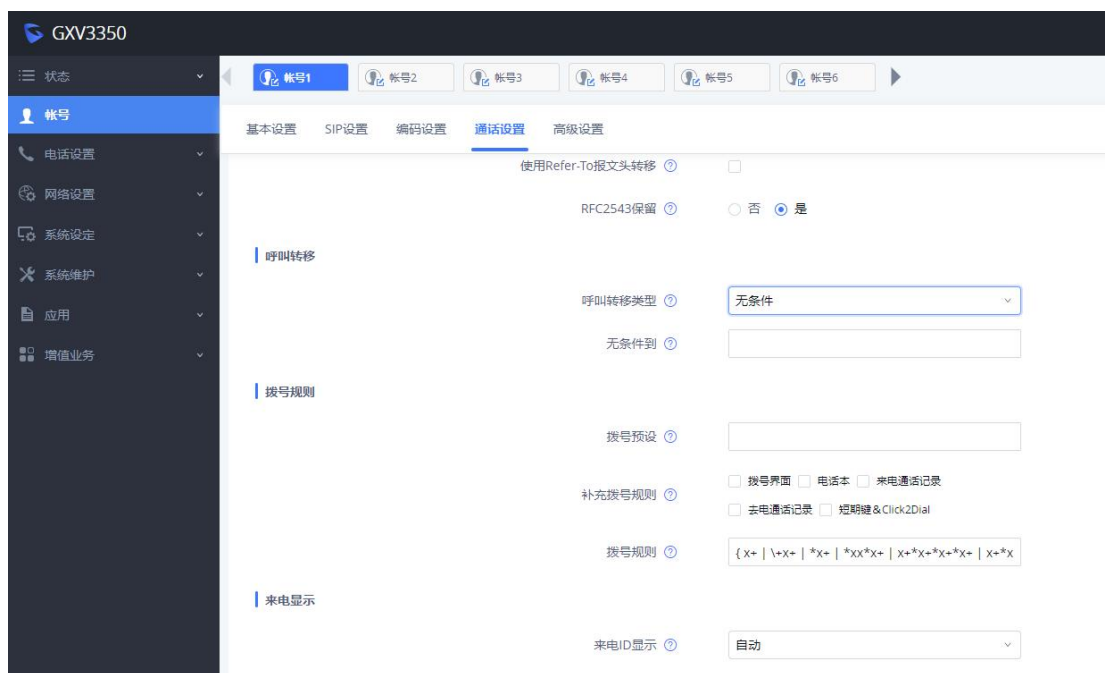 GXV3350
状态
帐号
电话设置
网络设置
系统设定
系统维护
应用
增值业务
帐号1 帐号2 帐号3 帐号4 帐号5 帐号6
基本设置 SIP设置 编码设置 通话设置 高级设置
使用Refer-To报文头转移
RFC2543保留 否 是
呼叫转移
呼叫转移类型 无条件
无条件到
拨号规则
拨号预设
补充拨号规则 拨号界面 电话本 来电通话记录
去电通话记录 短期键&Click2Dial
拨号规则 { x+ | \+x+ | *x+ | *xx*x+ | x+*x+*x+*x+ | x+*x
来电显示
来电ID显示 自动